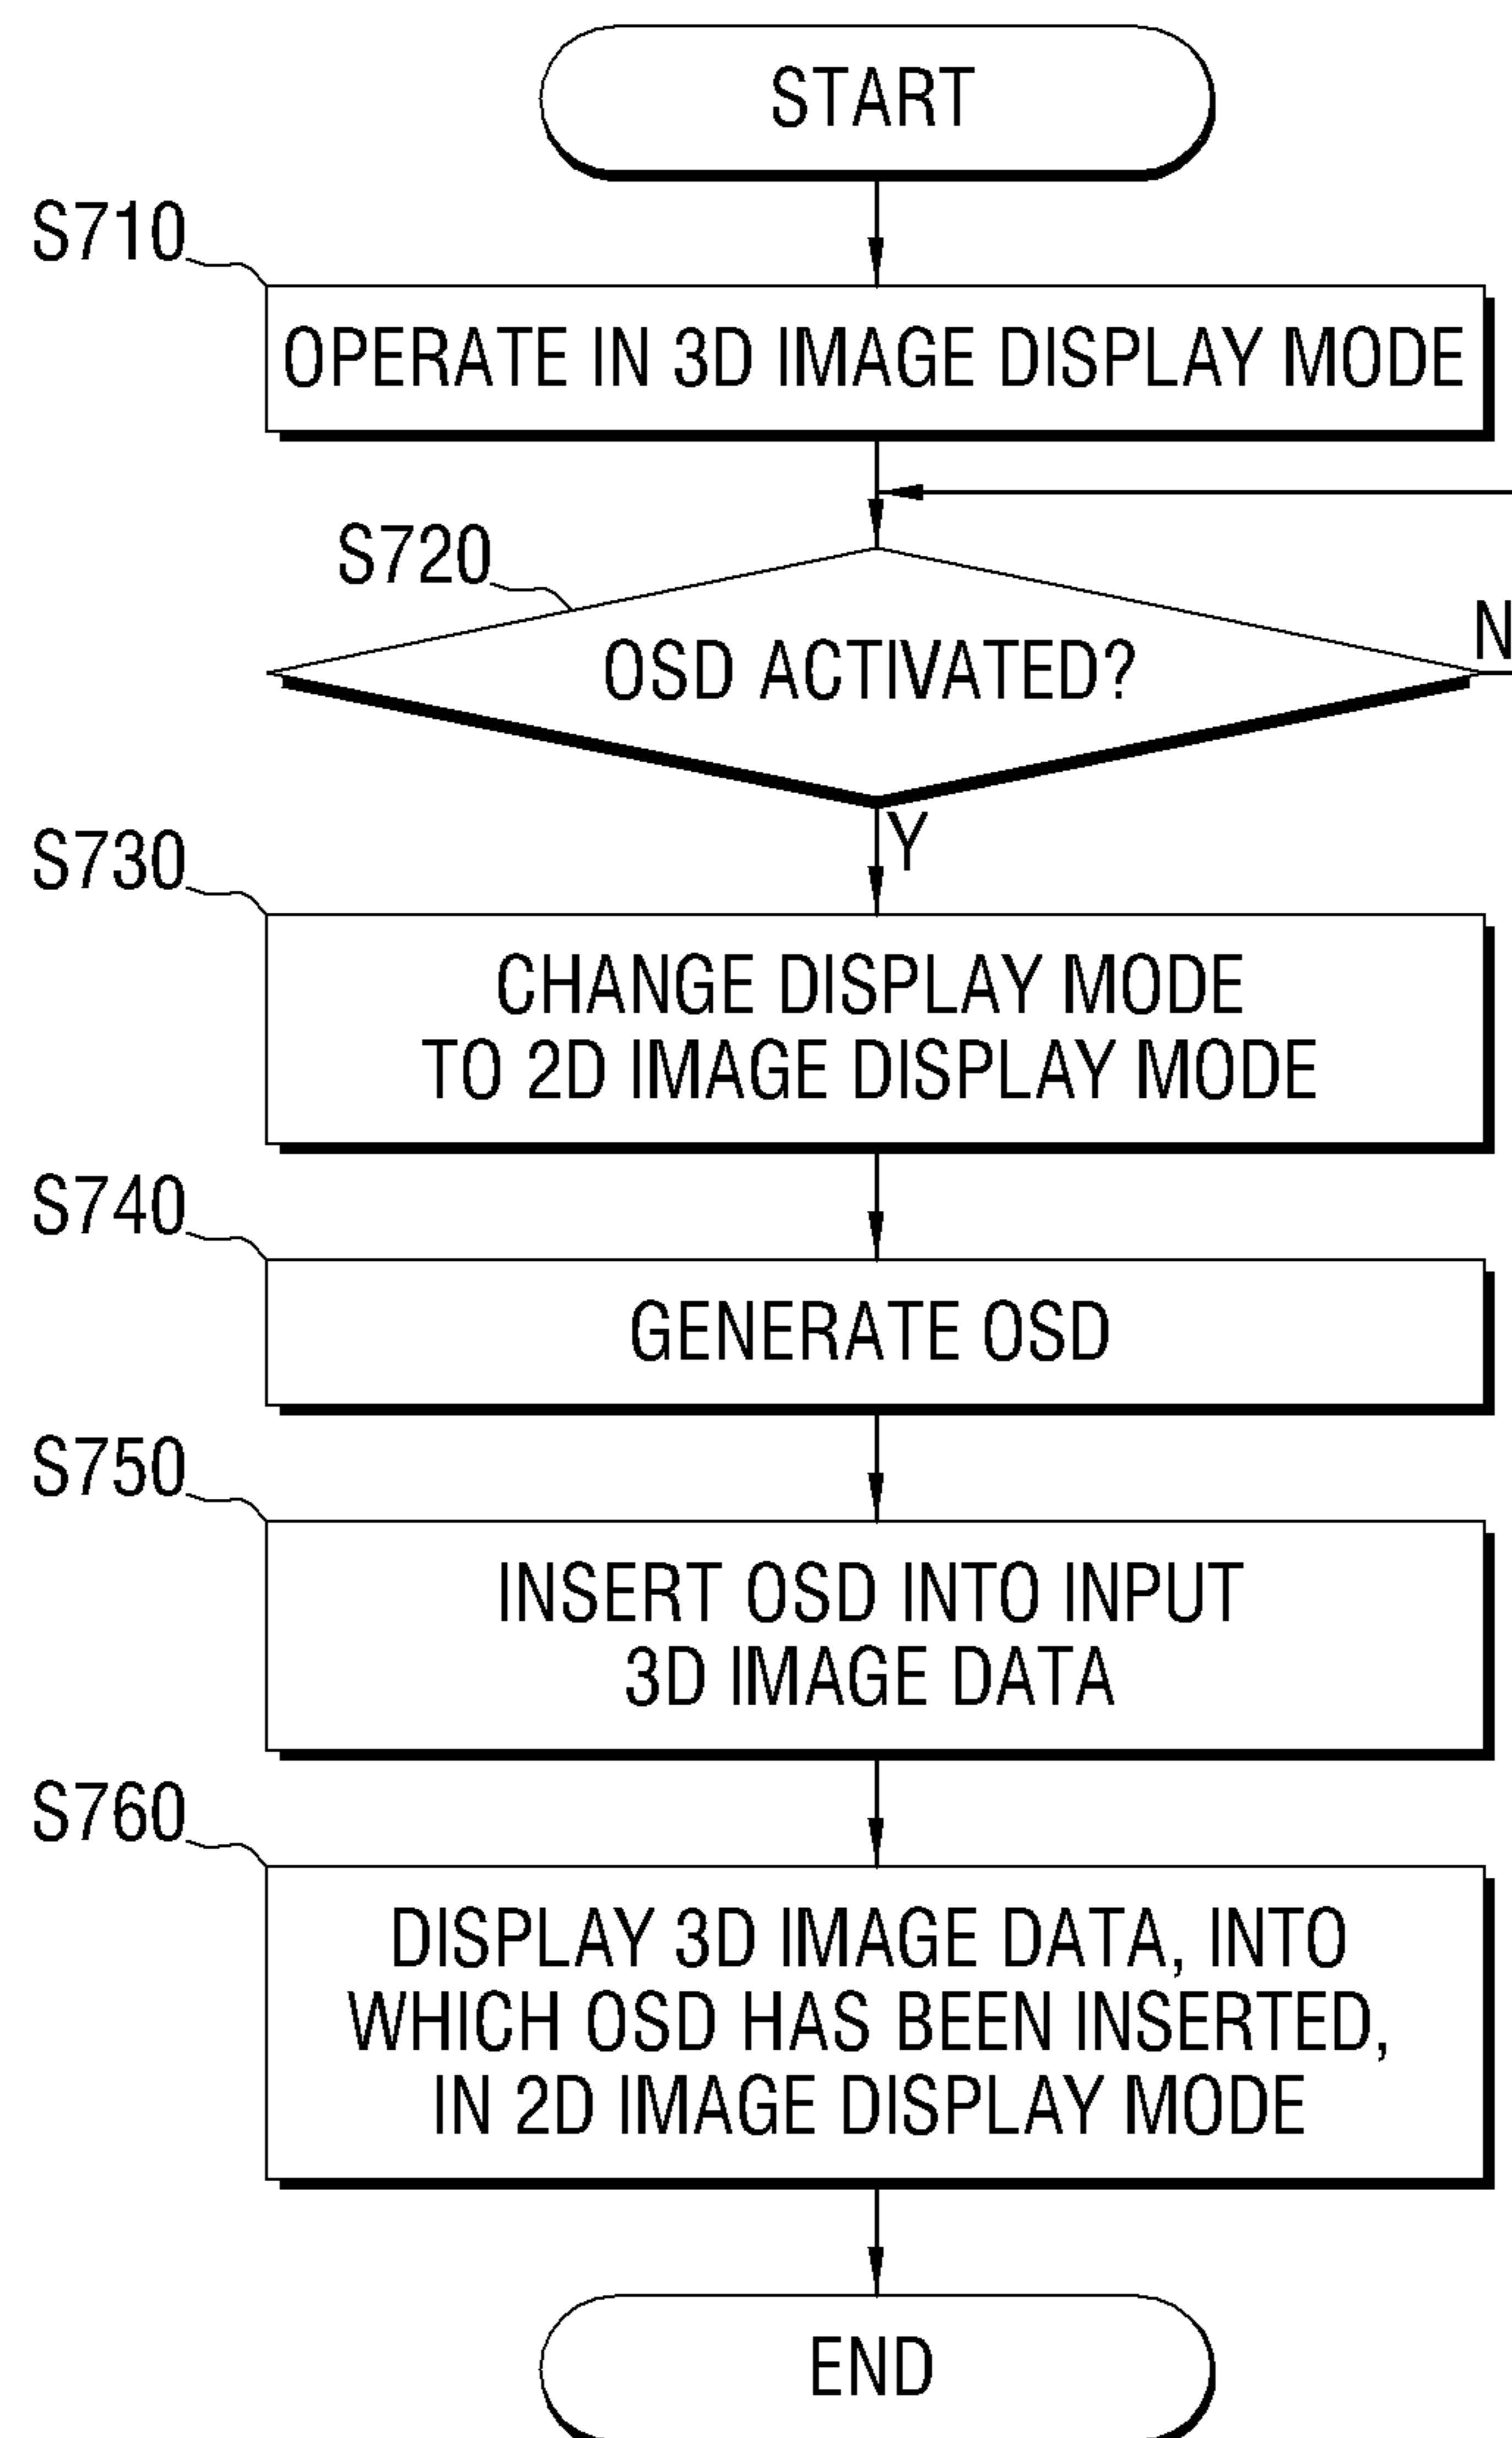 START
S710
OPERATE IN 3D IMAGE DISPLAY MODE
S720
OSD ACTIVATED?
N
Y
S730
CHANGE DISPLAY MODE
TO 2D IMAGE DISPLAY MODE
S740
GENERATE OSD
S750
INSERT OSD INTO INPUT
3D IMAGE DATA
S760
DISPLAY 3D IMAGE DATA, INTO
WHICH OSD HAS BEEN INSERTED,
IN 2D IMAGE DISPLAY MODE
END